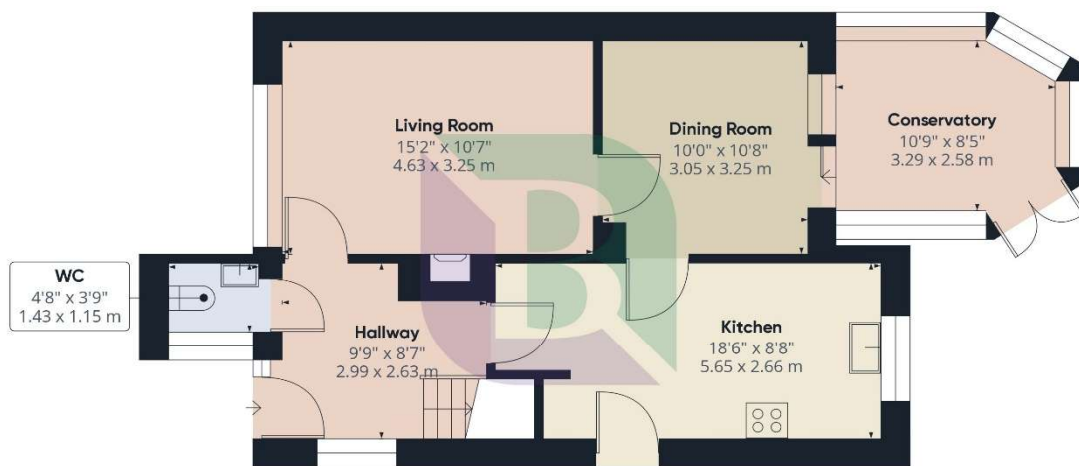 Living Room
15'2" x 10'7"
4.63 x 3.25 m
Dining Room
10'0" x 10'8"
3.05 x 3.25 m
Conservatory
10'9" x 8'5"
3.29 x 2.58 m
WC
4'8" x 3'9"
1.43 x 1.15 m
Hallway
9'9" x 8'7"
2.99 x 2.63 m
Kitchen
18'6" x 8'8"
5.65 x 2.66 m
B